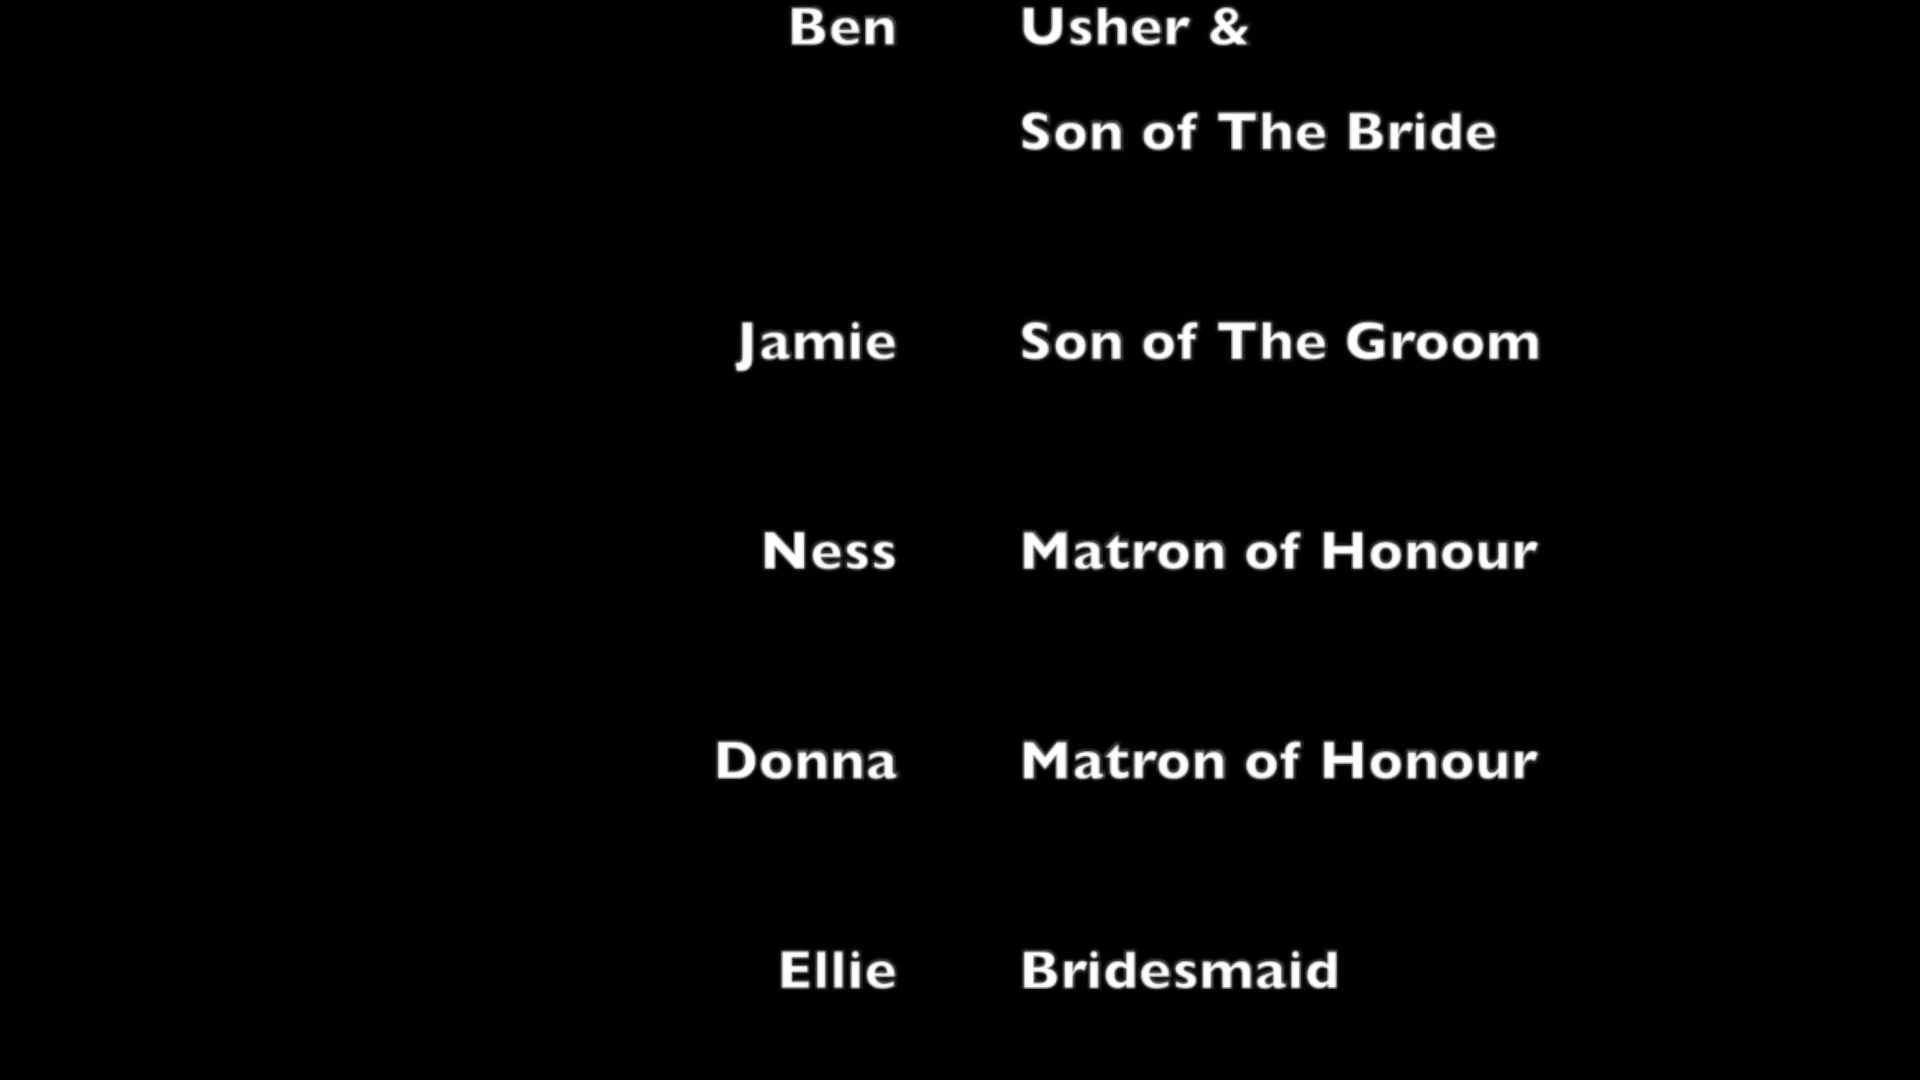 Ben Usher &
Son of The Bride
Jamie Son of The Groom
Ness Matron of Honour
Donna Matron of Honour
Ellie Bridesmaid